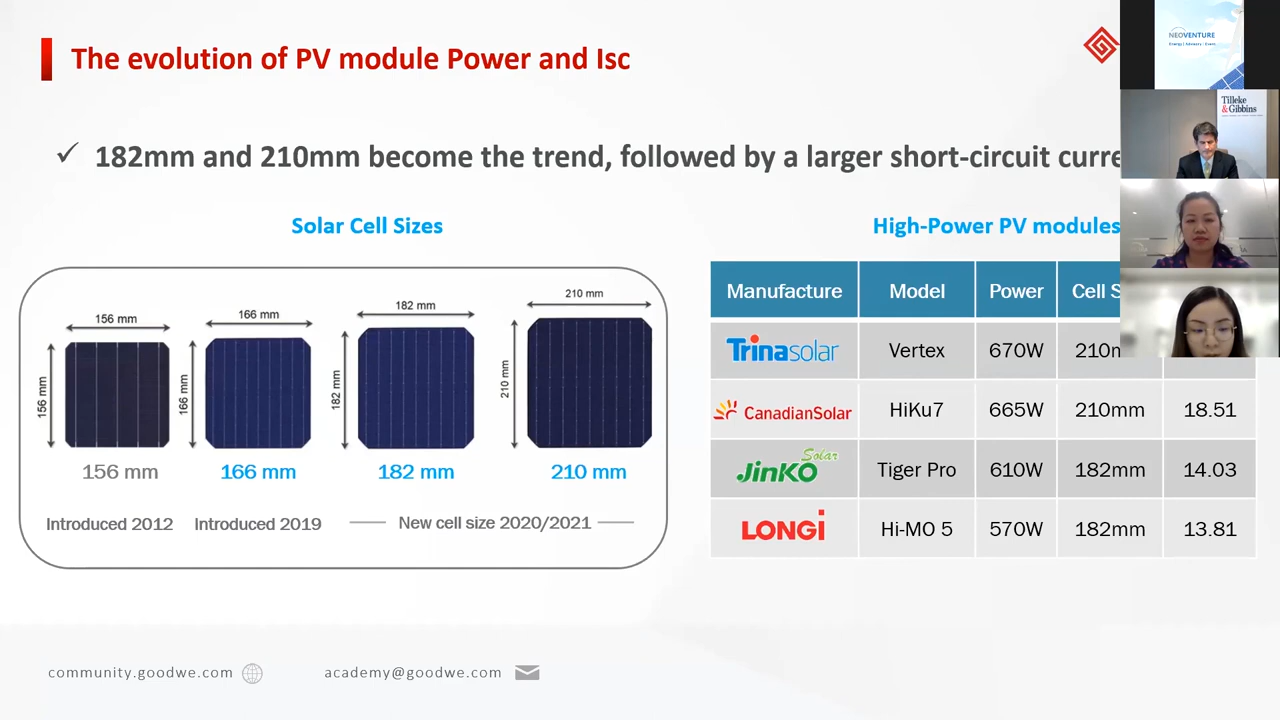 The evolution of PV module Power and Isc
NEOVENTURE
Energy | Advisory | Event
Tilleke
& Gibbins
✓ 182mm and 210mm become the trend, followed by a larger short-circuit curre
Solar Cell Sizes
High-Power PV modules
156 mm
166 mm
182 mm
210 mm
156 mm
166 mm
182 mm
210 mm
156 mm
166 mm
182 mm
210 mm
Introduced 2012
Introduced 2019
New cell size 2020/2021
Manufacture Model Power Cell S
Trinasolar Vertex 670W 210m
CanadianSolar HiKu7 665W 210mm 18.51
JinKO Solar Tiger Pro 610W 182mm 14.03
LONGi Hi-MO 5 570W 182mm 13.81
community.goodwe.com
academy@goodwe.com